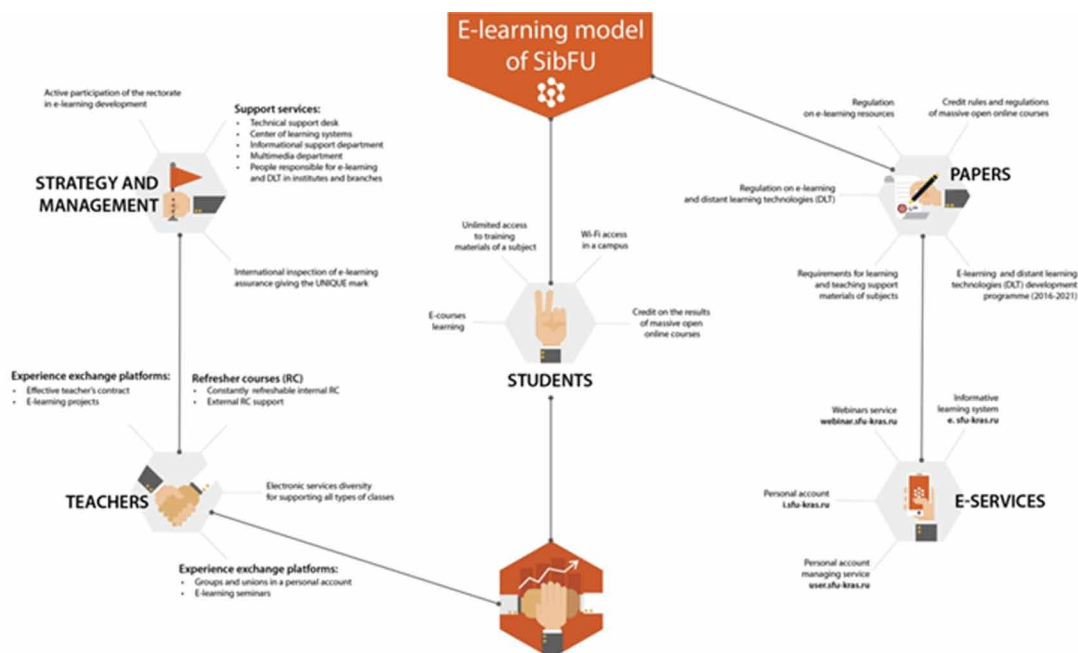 E-learning model
of SibFU
Active participation of the rectorate
in e-learning development
Support services:
• Technical support desk
• Center of learning systems
• Informational support department
• Multimedia department
• People responsible for e-learning
and DLT in institutes and branches
STRATEGY AND
MANAGEMENT
International inspection of e-learning
assurance giving the UNIQUE mark
Regulation
on e-learning resources
Credit rules and regulations
of massive open online courses
PAPERS
Regulation on e-learning
and distant learning technologies (DLT)
Requirements for learning
and teaching support
materials of subjects
E-learning and distant learning
technologies (DLT) development
programme (2016-2021)
Unlimited access
to training
materials of a subject
Wi-Fi access
in a campus
E-courses
learning
Credit on the results
of massive open
online courses
STUDENTS
Experience exchange platforms:
• Effective teacher's contract
• E-learning projects
Refresher courses (RC)
• Constantly refreshable internal RC
• External RC support
TEACHERS
Electronic services diversity
for supporting all types of classes
Experience exchange platforms:
• Groups and unions in a personal account
• E-learning seminars
Webinars service
webinar.sfu-kras.ru
Informative
learning system
e. sfu-kras.ru
Personal account
i.sfu-kras.ru
E-SERVICES
Personal account
managing service
user.sfu-kras.ru